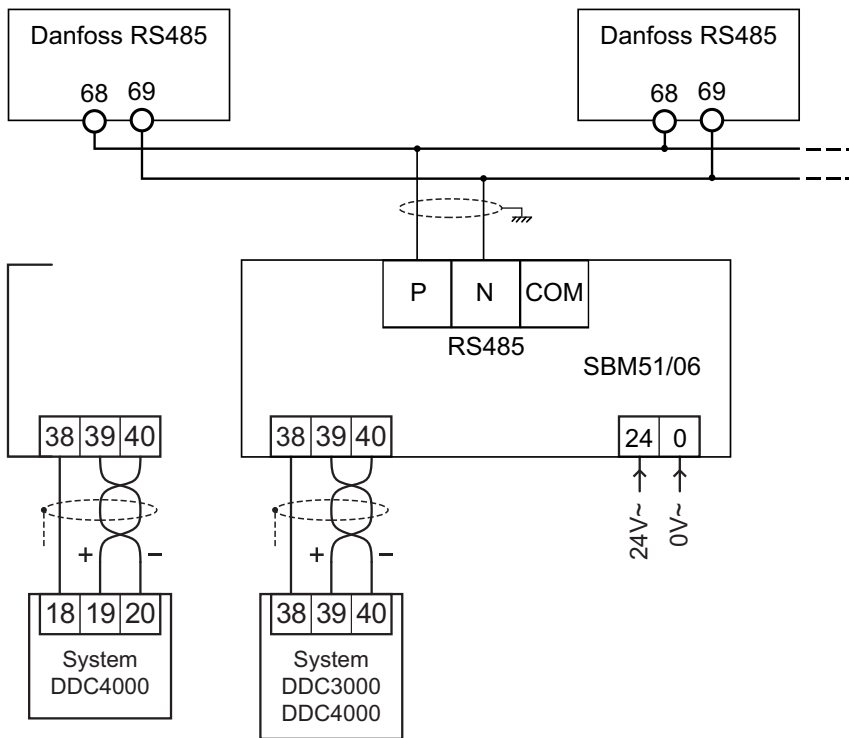 Danfoss RS485
Danfoss RS485
68 69
68 69
P N COM
RS485
SBM51/06
38 39 40
38 39 40
24 0
24V~
0V~
+ −
+ −
18 19 20
38 39 40
System
DDC4000
System
DDC3000
DDC4000